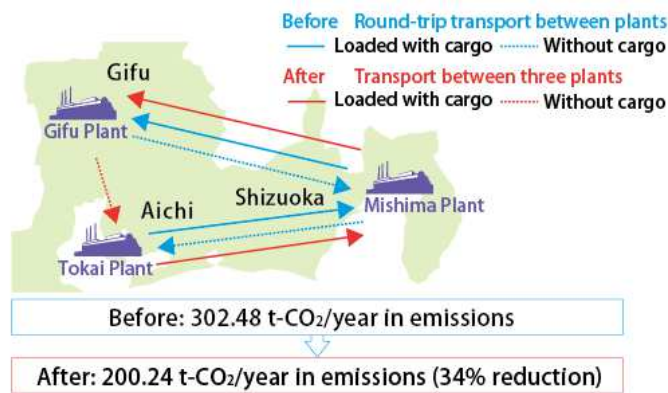 Before Round-trip transport between plants
Loaded with cargo Without cargo
After Transport between three plants
Loaded with cargo Without cargo
Gifu
Gifu Plant
Shizuoka
Mishima Plant
Aichi
Tokai Plant
Before: 302.48 t-CO₂/year in emissions
After: 200.24 t-CO₂/year in emissions (34% reduction)